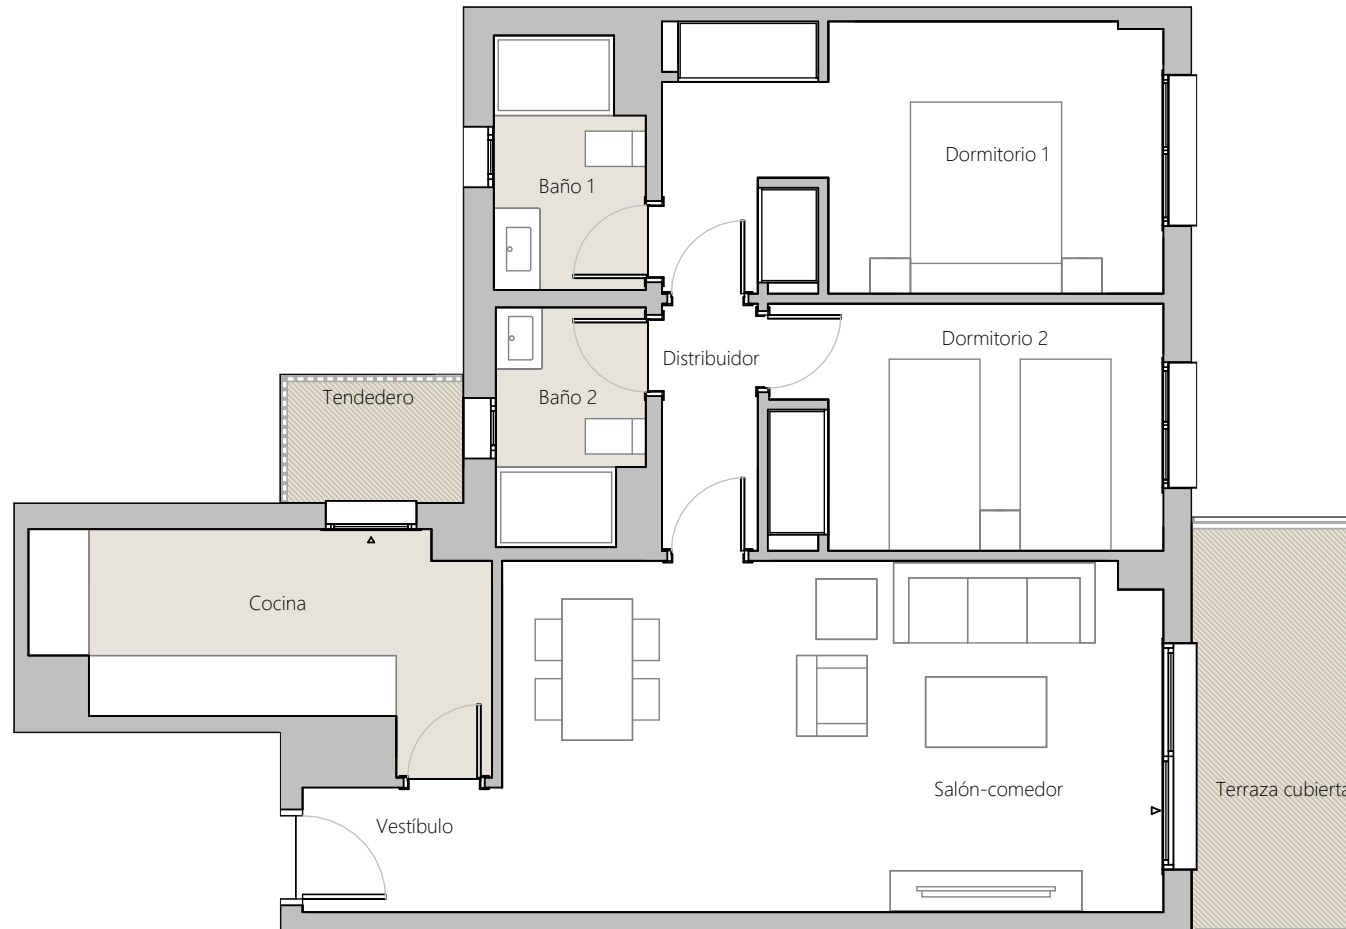 Dormitorio 1
Baño 1
Dormitorio 2
Distribuidor
Tendedero
Baño 2
Cocina
Salón-comedor
Terraza cubierta
Vestíbulo